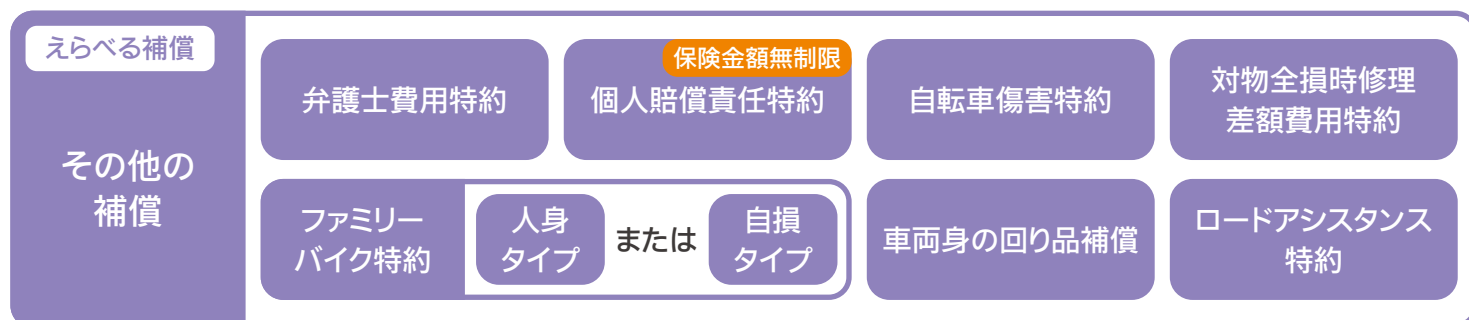 えらべる補償
その他の
補償
弁護士費用特約
保険金額無制限
個人賠償責任特約
自転車傷害特約
対物全損時修理
差額費用特約
ファミリー
バイク特約
人身
タイプ
または
自損
タイプ
車両身の回り品補償
ロードアシスタンス
特約